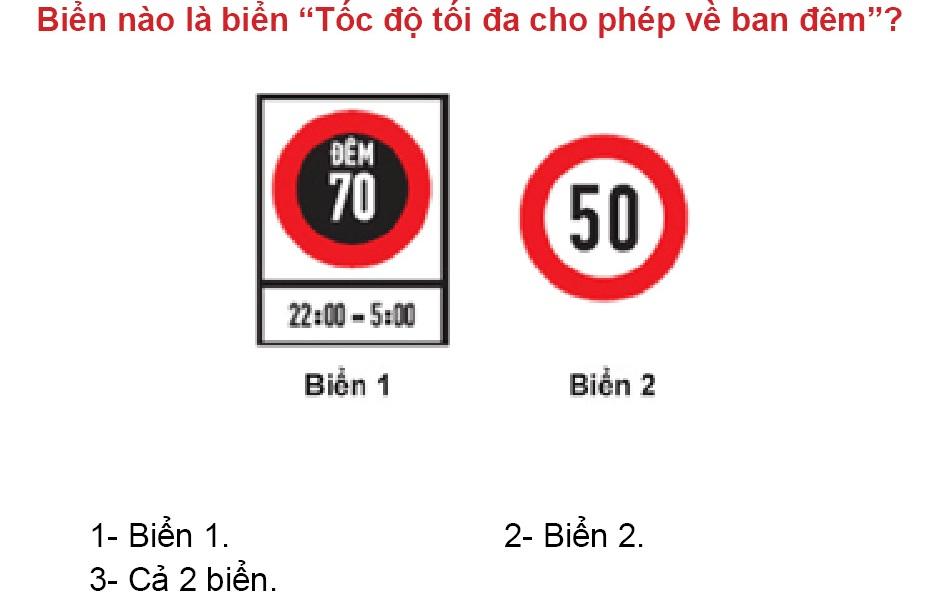 Biển nào là biển “Tốc độ tối đa cho phép về ban đêm”?
ĐÊM
70
22:00 - 5:00
50
Biển 1
Biển 2
1- Biển 1.
2- Biển 2.
3- Cả 2 biển.